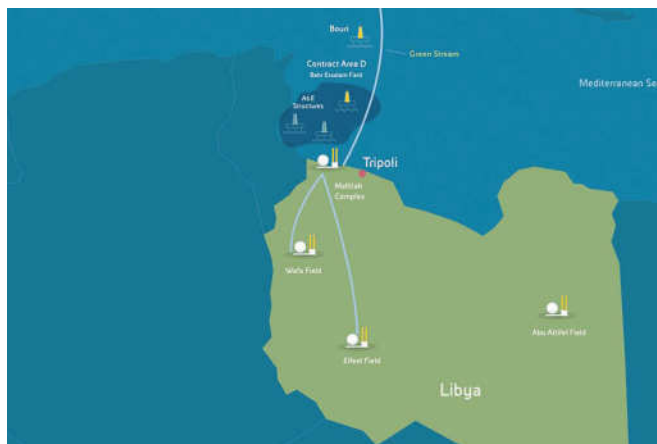 Bouri
Green Stream
Contract Area D
Bahr Essalam Field
Mediterranean Se
A&E
Structures
Tripoli
Mellitah
Complex
Wafa Field
Abu Attifel Field
Elfeel Field
Libya